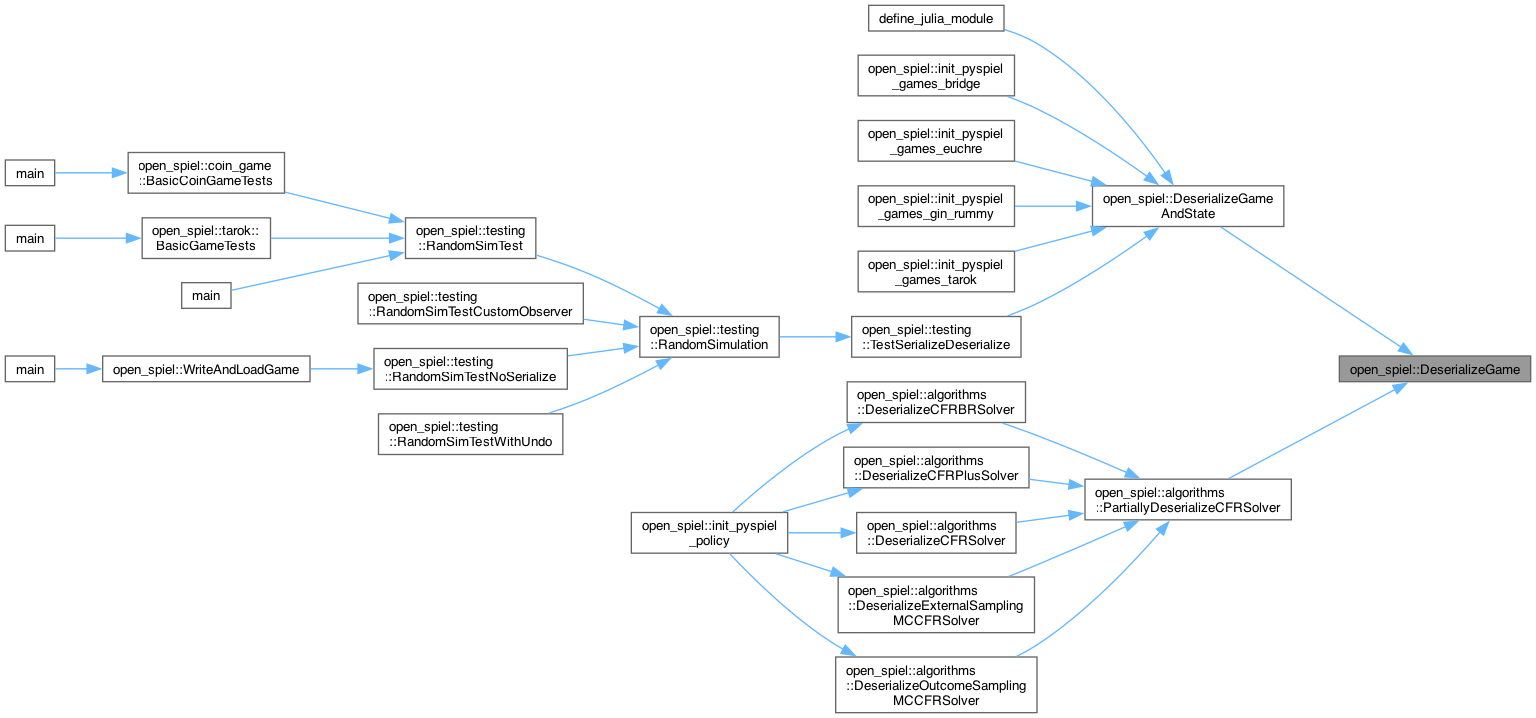 define_julia_module
open_spiel::init_pyspiel
_games_bridge
open_spiel::init_pyspiel
_games_euchre
open_spiel::init_pyspiel
_games_gin_rummy
open_spiel::init_pyspiel
_games_tarok
open_spiel::DeserializeGame
AndState
open_spiel::DeserializeGame
main
open_spiel::coin_game
::BasicCoinGameTests
main
open_spiel::tarok::
BasicGameTests
main
open_spiel::testing
::RandomSimTest
open_spiel::testing
::RandomSimTestCustomObserver
main
open_spiel::WriteAndLoadGame
open_spiel::testing
::RandomSimTestNoSerialize
open_spiel::testing
::RandomSimTestWithUndo
open_spiel::testing
::RandomSimulation
open_spiel::testing
::TestSerializeDeserialize
open_spiel::algorithms
::DeserializeCFRBRSolver
open_spiel::algorithms
::DeserializeCFRPlusSolver
open_spiel::init_pyspiel
_policy
open_spiel::algorithms
::DeserializeCFRSolver
open_spiel::algorithms
::DeserializeExternalSampling
MCCFRSolver
open_spiel::algorithms
::DeserializeOutcomeSampling
MCCFRSolver
open_spiel::algorithms
::PartiallyDeserializeCFRSolver